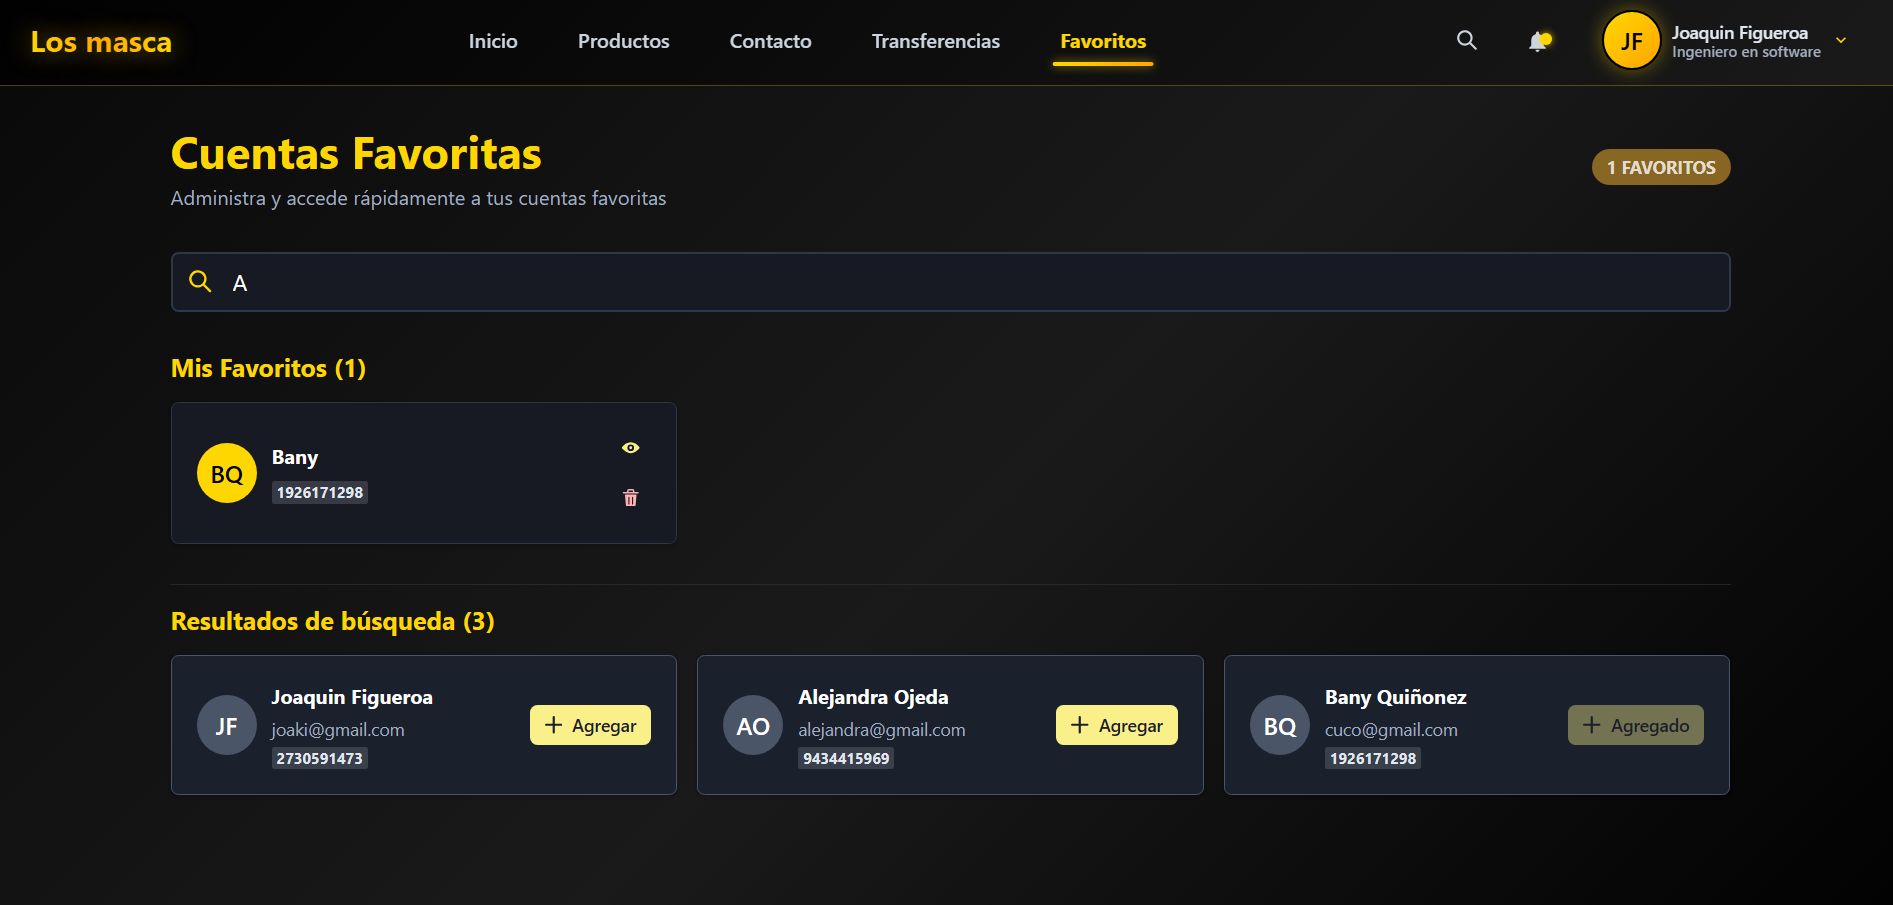 Los masca
Inicio
Productos
Contacto
Transferencias
Favoritos
JF
Joaquin Figueroa
Ingeniero en software
Cuentas Favoritas
Administra y accede rápidamente a tus cuentas favoritas
1 FAVORITOS
A
Mis Favoritos (1)
BQ
Bany
1926171298
Resultados de búsqueda (3)
JF
Joaquin Figueroa
joaki@gmail.com
2730591473
Agregar
AO
Alejandra Ojeda
alejandra@gmail.com
9434415969
Agregar
BQ
Bany Quiñonez
cuco@gmail.com
1926171298
Agregado